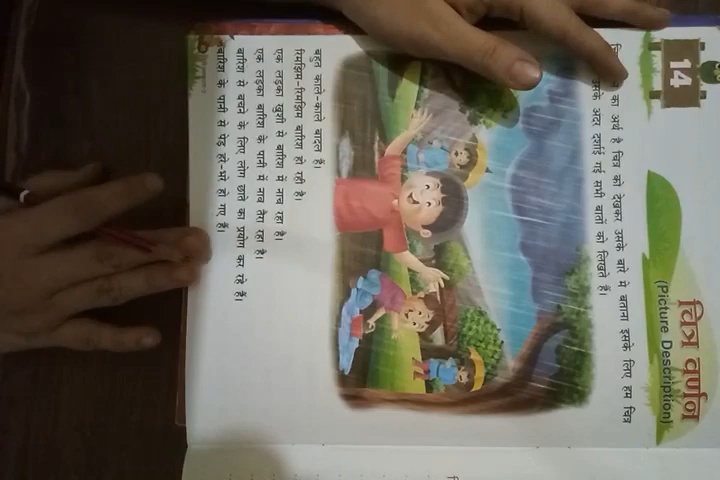 14
चित्र वर्णन
(Picture Description)
का अर्थ है चित्र को देखकर उसके बारे मे बताना इसके लिए हम चित्र
उसके अंदर दर्शाई गई सभी बातों को लिखते हैं।
बहुत काले-काले बादल हैं।
रिमझिम-रिमझिम बारिश हो रही है।
एक लड़का खुशी से बारिश में नाच रहा है।
एक लड़का बारिश के पानी में नाव तैरा रहा है।
बारिश से बचने के लिए लोग छाते का प्रयोग कर रहे हैं।
बारिश के पानी से पेड़ हरे-भरे हो गए हैं।